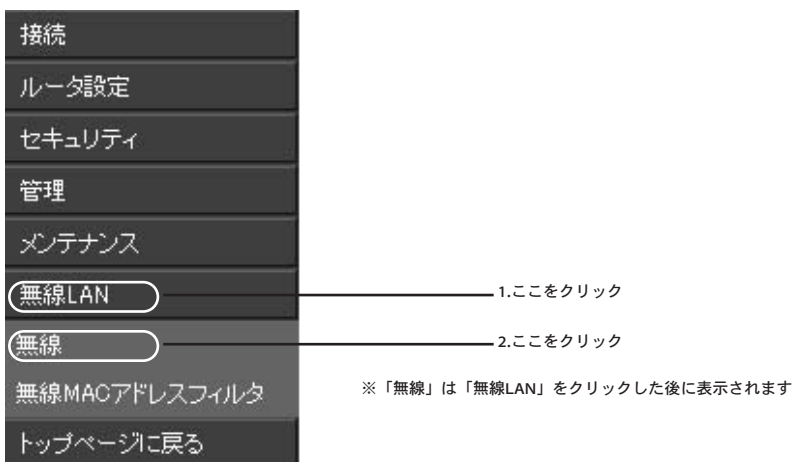 接続
ルータ設定
セキュリティ
管理
メンテナンス
無線LAN
1.ここをクリック
無線
2.ここをクリック
無線MACアドレスフィルタ
※「無線」は「無線LAN」をクリックした後に表示されます
トップページに戻る